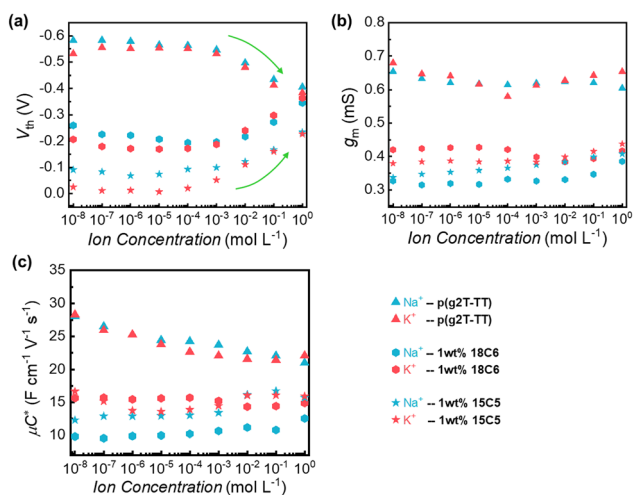 (a)
-0.6
-0.5
-0.4
-0.3
-0.2
-0.1
0.0
V_th (V)
10⁻⁸ 10⁻⁷ 10⁻⁶ 10⁻⁵ 10⁻⁴ 10⁻³ 10⁻² 10⁻¹ 10⁰
Ion Concentration (mol L⁻¹)
(b)
0.8
0.7
0.6
0.5
0.4
0.3
g_m (mS)
10⁻⁸ 10⁻⁷ 10⁻⁶ 10⁻⁵ 10⁻⁴ 10⁻³ 10⁻² 10⁻¹ 10⁰
Ion Concentration (mol L⁻¹)
(c)
35
30
25
20
15
10
μC* (F cm⁻¹ V⁻¹ s⁻¹)
10⁻⁸ 10⁻⁷ 10⁻⁶ 10⁻⁵ 10⁻⁴ 10⁻³ 10⁻² 10⁻¹ 10⁰
Ion Concentration (mol L⁻¹)
Na⁺ -- p(g2T-TT)
K⁺ -- p(g2T-TT)
Na⁺ -- 1wt% 18C6
K⁺ -- 1wt% 18C6
Na⁺ -- 1wt% 15C5
K⁺ -- 1wt% 15C5